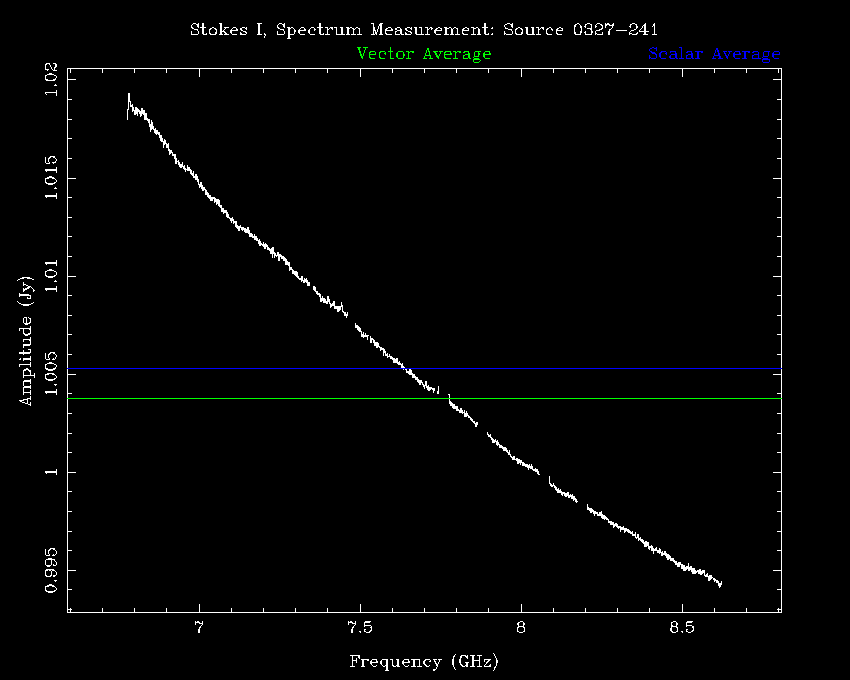 Stokes I, Spectrum Measurement: Source 0327-241
Vector Average
Scalar Average
1.02
1.015
1.01
1.005
1
0.995
Amplitude (Jy)
7
7.5
8
8.5
Frequency (GHz)